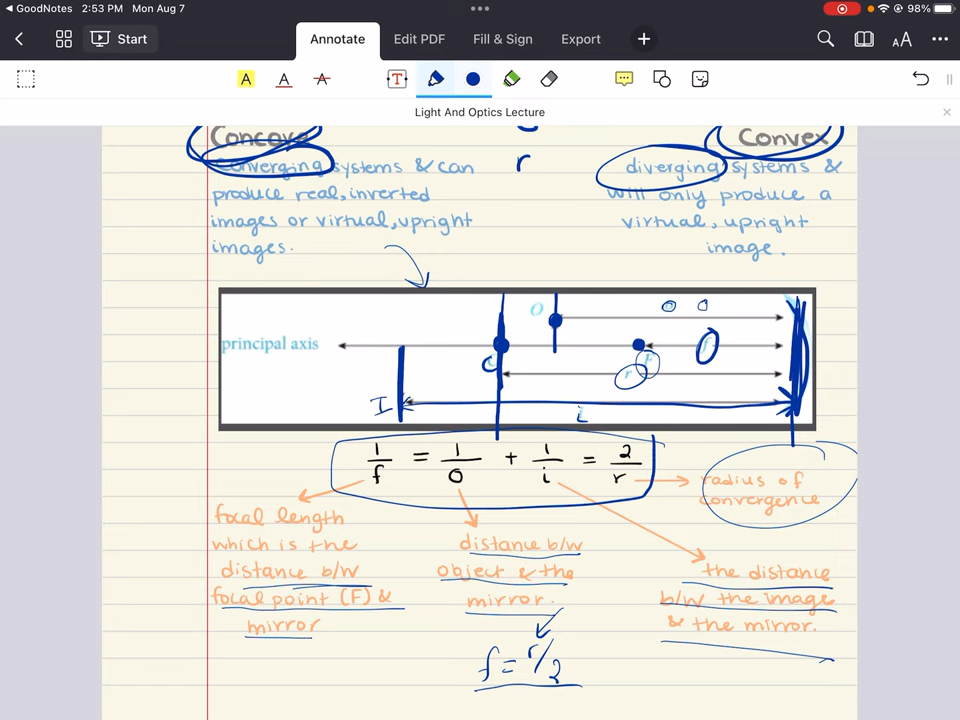 GoodNotes 2:53 PM Mon Aug 7 98%
Start Annotate Edit PDF Fill & Sign Export
A A A T AA
Light And Optics Lecture
Concave Convex
Converging systems & can
produce real, inverted
images or virtual, upright
images.
r
diverging systems &
will only produce a
virtual, upright
image.
O o o
principal axis
f
C F
r
I i
1/f = 1/o + 1/i = 2/r
radius of
convergence
focal length
which is the
distance b/w
focal point (F) &
mirror
distance b/w
object & the
mirror.
the distance
b/w the image
& the mirror.
f = r/2